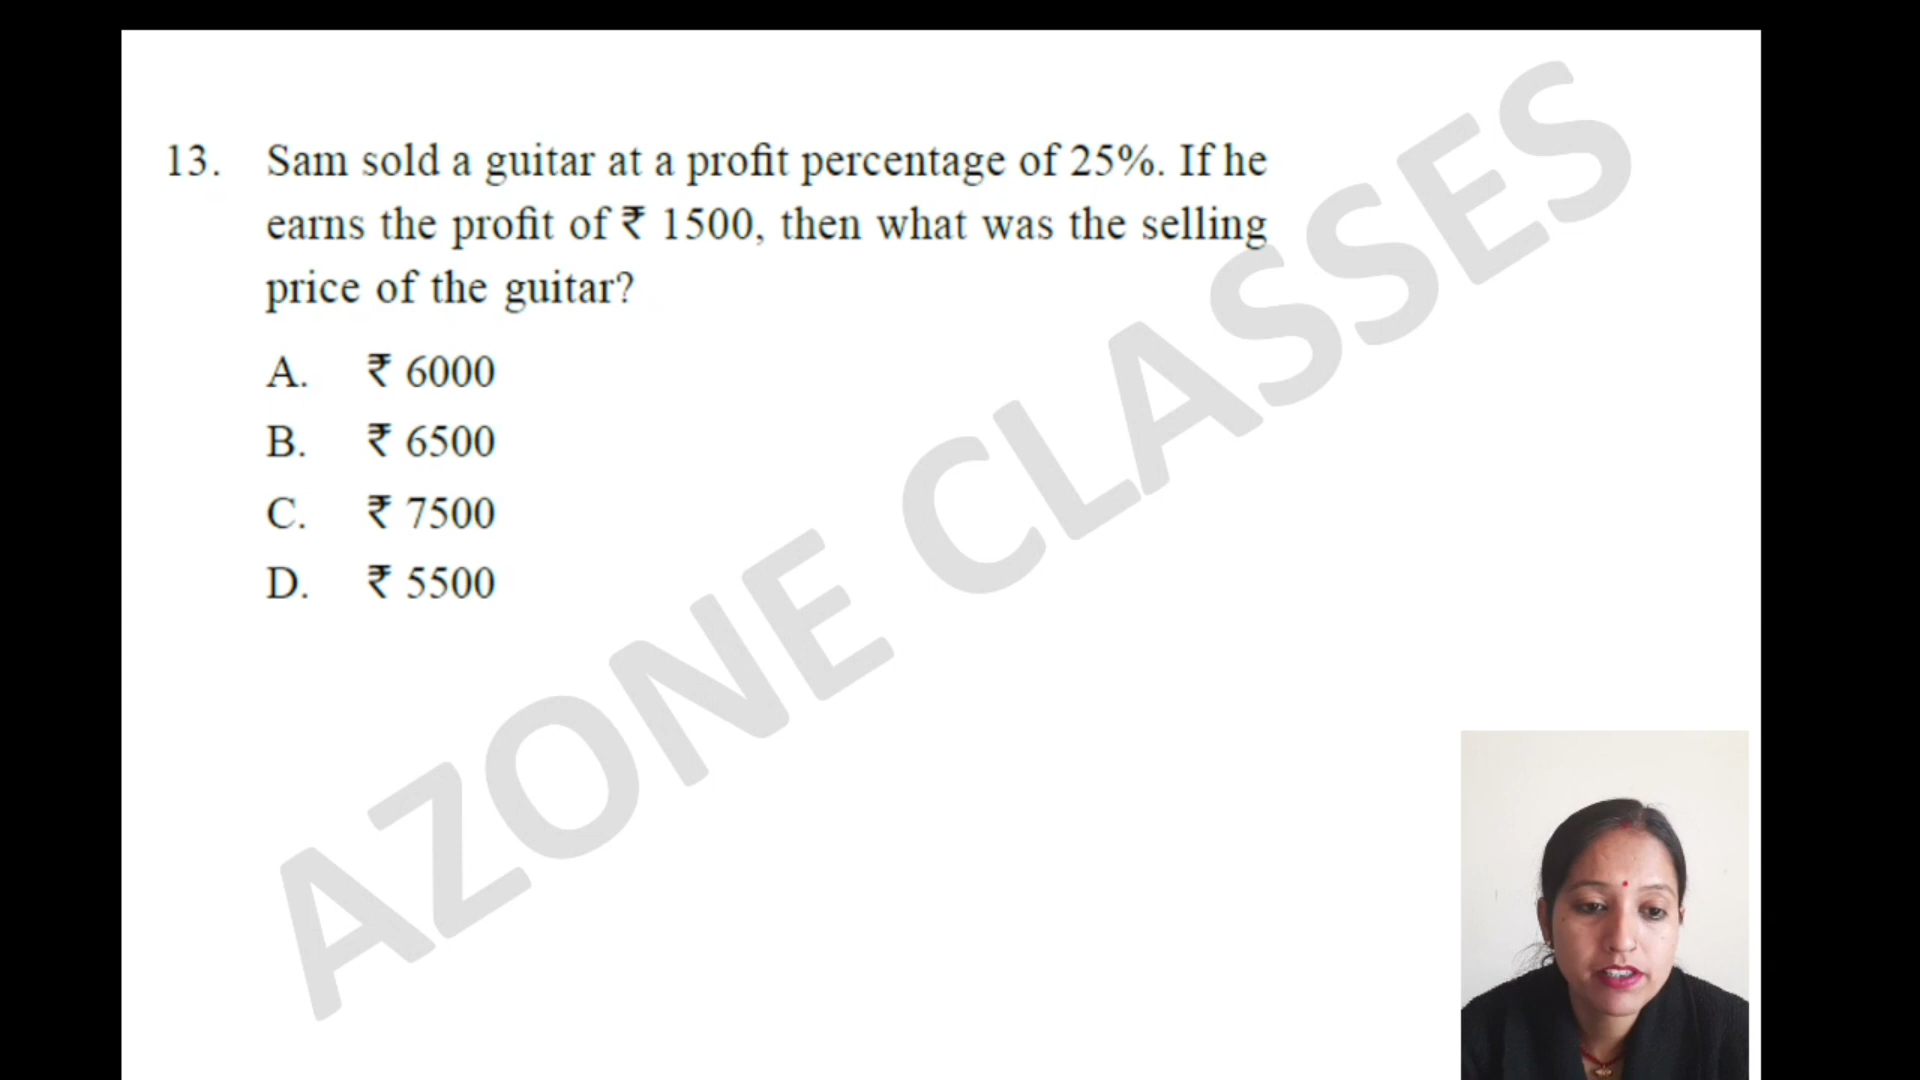 13. Sam sold a guitar at a profit percentage of 25%. If he
earns the profit of ₹ 1500, then what was the selling
price of the guitar?
A. ₹ 6000
B. ₹ 6500
C. ₹ 7500
D. ₹ 5500
AZONE CLASSES